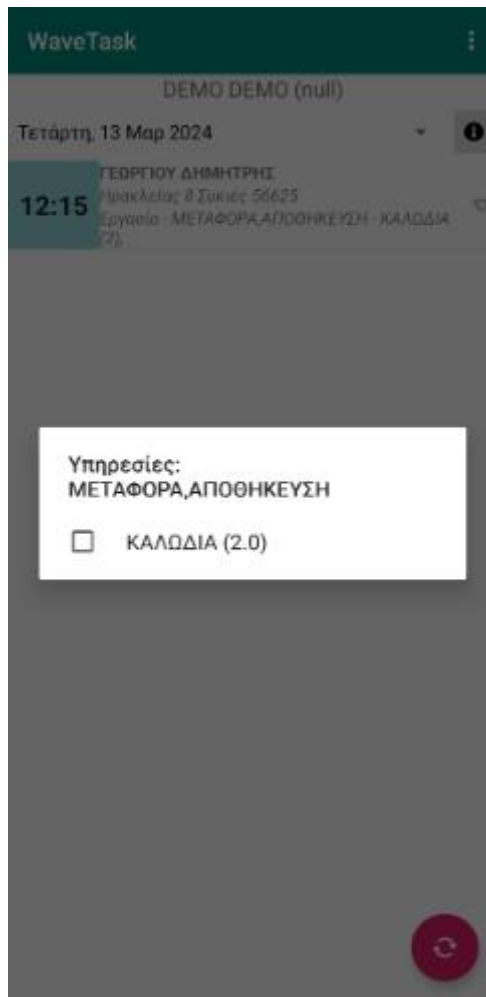 WaveTask
DEMO DEMO (null)
Τετάρτη, 13 Μαρ 2024
12:15
ΓΕΩΡΓΙΟΥ ΔΗΜΗΤΡΗΣ
Ηρακλείας 8 Συκιές 56625
Εργασία - ΜΕΤΑΦΟΡΑ,ΑΠΟΘΗΚΕΥΣΗ - ΚΑΛΩΔΙΑ
(2),
Υπηρεσίες:
ΜΕΤΑΦΟΡΑ,ΑΠΟΘΗΚΕΥΣΗ
ΚΑΛΩΔΙΑ (2.0)